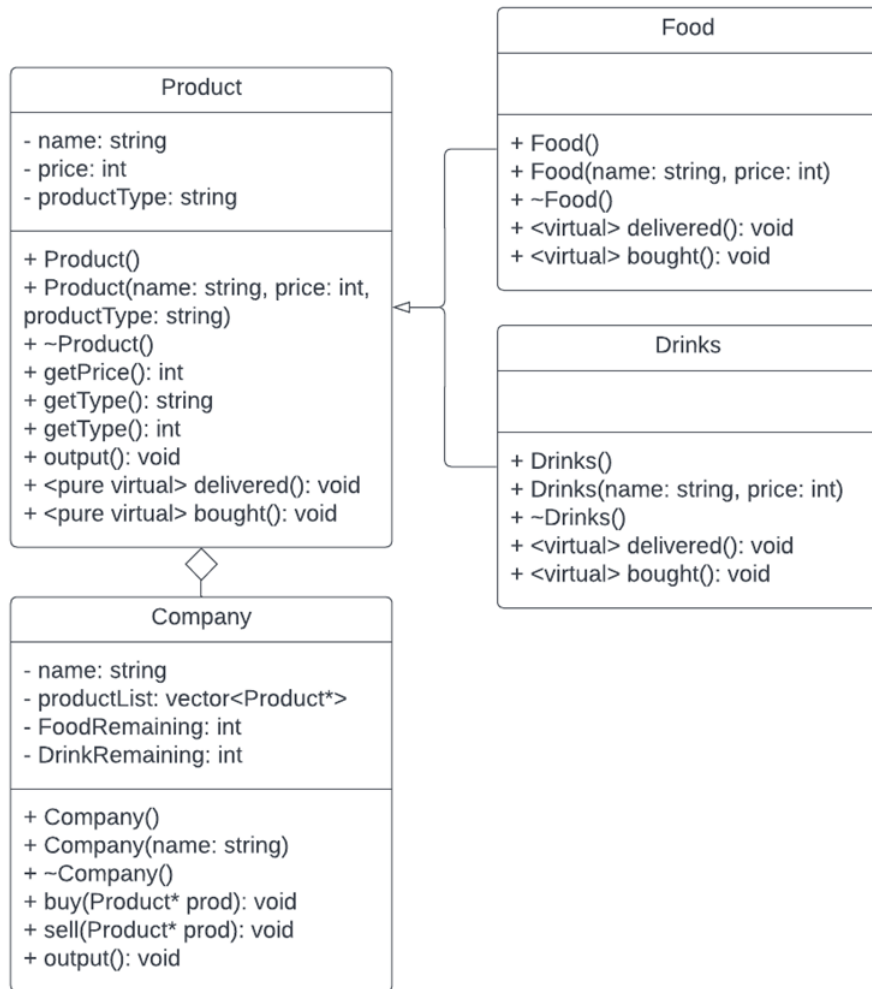 Product
- name: string
- price: int
- productType: string
+ Product()
+ Product(name: string, price: int,
productType: string)
+ ~Product()
+ getPrice(): int
+ getType(): string
+ getType(): int
+ output(): void
+ <pure virtual> delivered(): void
+ <pure virtual> bought(): void
Food
+ Food()
+ Food(name: string, price: int)
+ ~Food()
+ <virtual> delivered(): void
+ <virtual> bought(): void
Drinks
+ Drinks()
+ Drinks(name: string, price: int)
+ ~Drinks()
+ <virtual> delivered(): void
+ <virtual> bought(): void
Company
- name: string
- productList: vector<Product*>
- FoodRemaining: int
- DrinkRemaining: int
+ Company()
+ Company(name: string)
+ ~Company()
+ buy(Product* prod): void
+ sell(Product* prod): void
+ output(): void